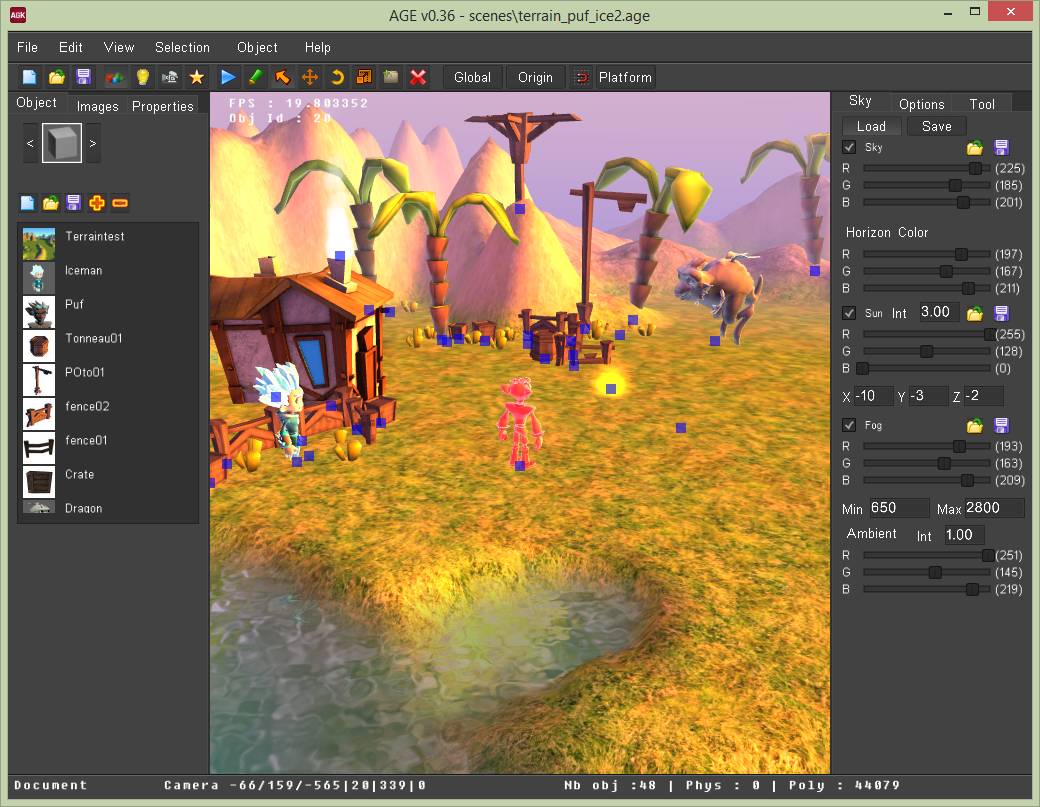 AGK
AGE v0.36 - scenes\terrain_puf_ice2.age
File Edit View Selection Object Help
Global Origin Platform
Object Images Properties
< >
Terraintest
Iceman
Puf
Tonneau01
POto01
fence02
fence01
Crate
Dragon
FPS : 19.803352
Obj Id : 20
Sky Options Tool
Load Save
Sky
R (225)
G (185)
B (201)
Horizon Color
R (197)
G (167)
B (211)
Sun Int 3.00
R (255)
G (128)
B (0)
X -10 Y -3 Z -2
Fog
R (193)
G (163)
B (209)
Min 650 Max 2800
Ambient Int 1.00
R (251)
G (145)
B (219)
Document Camera -66/159/-565|20|339|0 Nb obj :48 | Phys : 0 | Poly : 44079